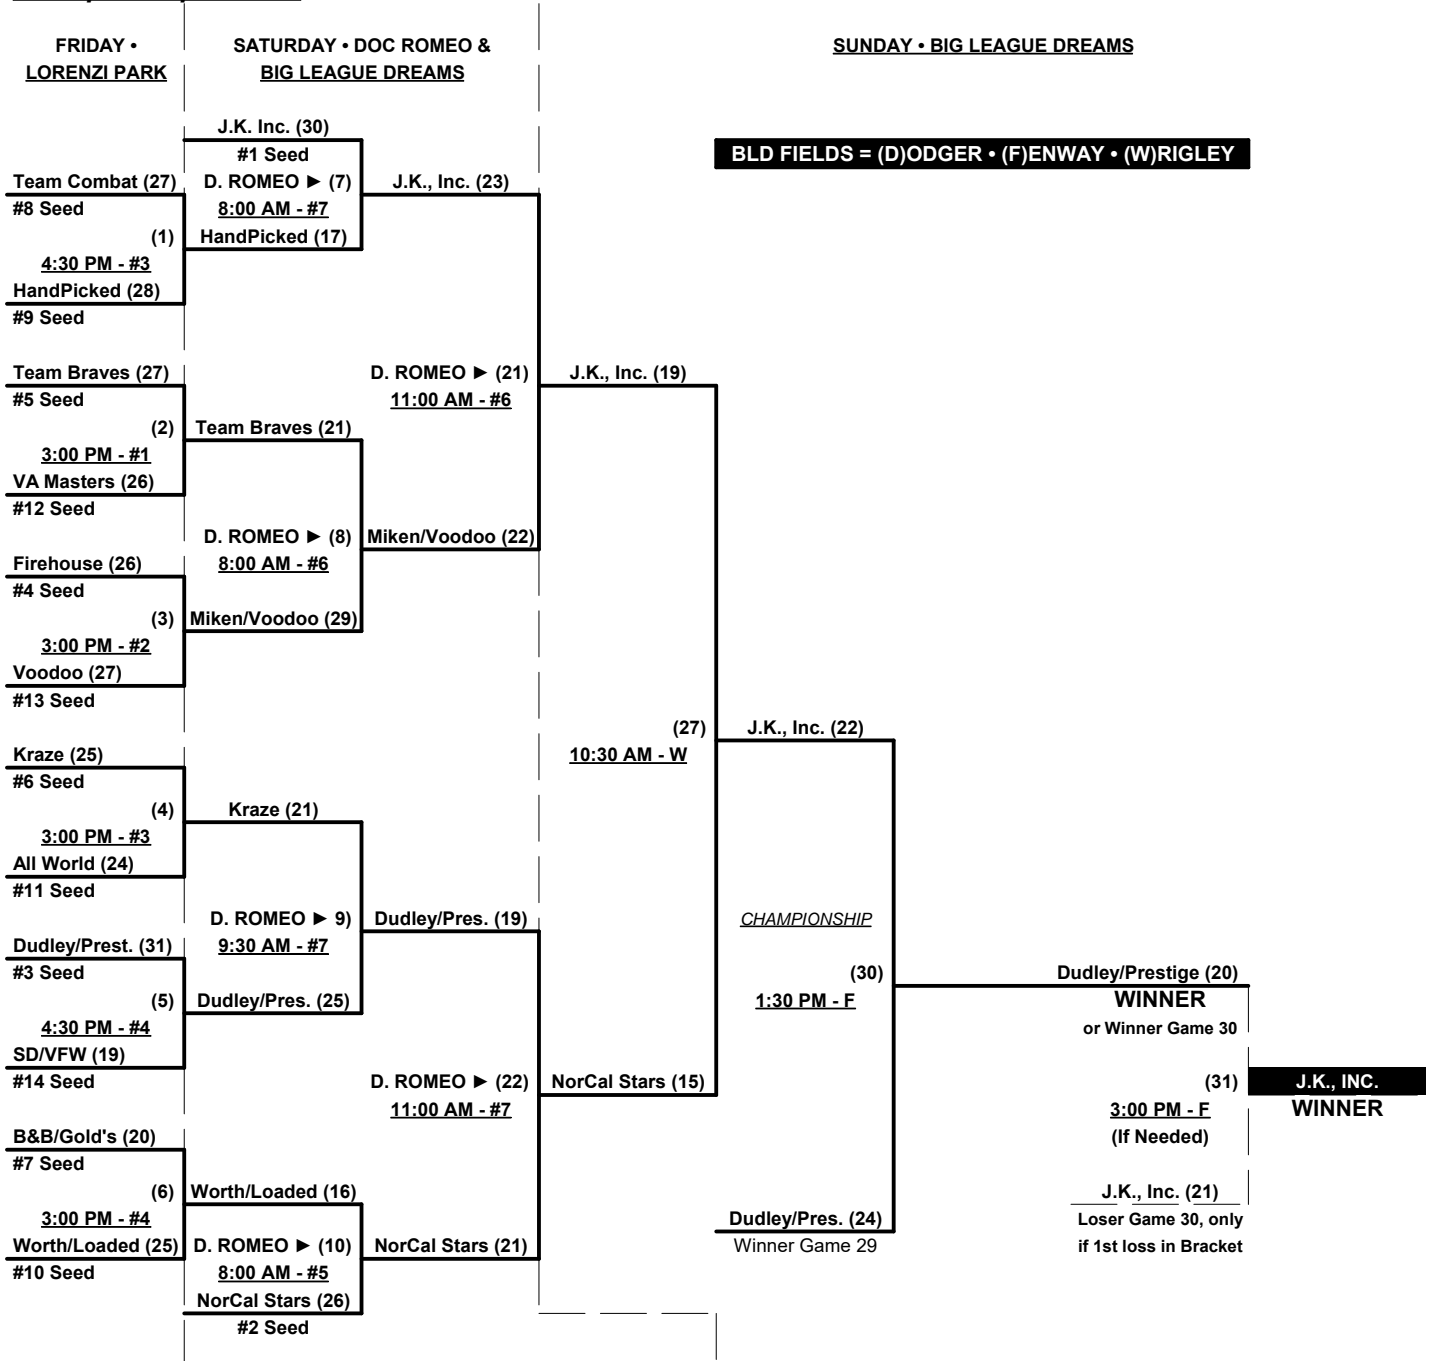 FRIDAY •
LORENZI PARK
SATURDAY • DOC ROMEO &
BIG LEAGUE DREAMS
SUNDAY • BIG LEAGUE DREAMS
BLD FIELDS = (D)ODGER • (F)ENWAY • (W)RIGLEY
J.K. Inc. (30)
#1 Seed
Team Combat (27)
D. ROMEO ► (7)
J.K., Inc. (23)
#8 Seed
8:00 AM - #7
(1)
HandPicked (17)
4:30 PM - #3
HandPicked (28)
#9 Seed
Team Braves (27)
D. ROMEO ► (21)
J.K., Inc. (19)
#5 Seed
11:00 AM - #6
(2)
Team Braves (21)
3:00 PM - #1
VA Masters (26)
#12 Seed
D. ROMEO ► (8)
Miken/Voodoo (22)
Firehouse (26)
8:00 AM - #6
#4 Seed
(3)
Miken/Voodoo (29)
3:00 PM - #2
Voodoo (27)
#13 Seed
(27)
J.K., Inc. (22)
Kraze (25)
10:30 AM - W
#6 Seed
(4)
Kraze (21)
3:00 PM - #3
All World (24)
#11 Seed
D. ROMEO ► 9)
Dudley/Pres. (19)
CHAMPIONSHIP
Dudley/Prest. (31)
9:30 AM - #7
#3 Seed
(30)
Dudley/Prestige (20)
(5)
Dudley/Pres. (25)
1:30 PM - F
WINNER
4:30 PM - #4
or Winner Game 30
SD/VFW (19)
#14 Seed
D. ROMEO ► (22)
NorCal Stars (15)
(31)
J.K., INC.
11:00 AM - #7
3:00 PM - F
WINNER
B&B/Gold's (20)
(If Needed)
#7 Seed
(6)
Worth/Loaded (16)
J.K., Inc. (21)
3:00 PM - #4
Dudley/Pres. (24)
Loser Game 30, only
Worth/Loaded (25)
D. ROMEO ► (10)
NorCal Stars (21)
Winner Game 29
if 1st loss in Bracket
#10 Seed
8:00 AM - #5
NorCal Stars (26)
#2 Seed